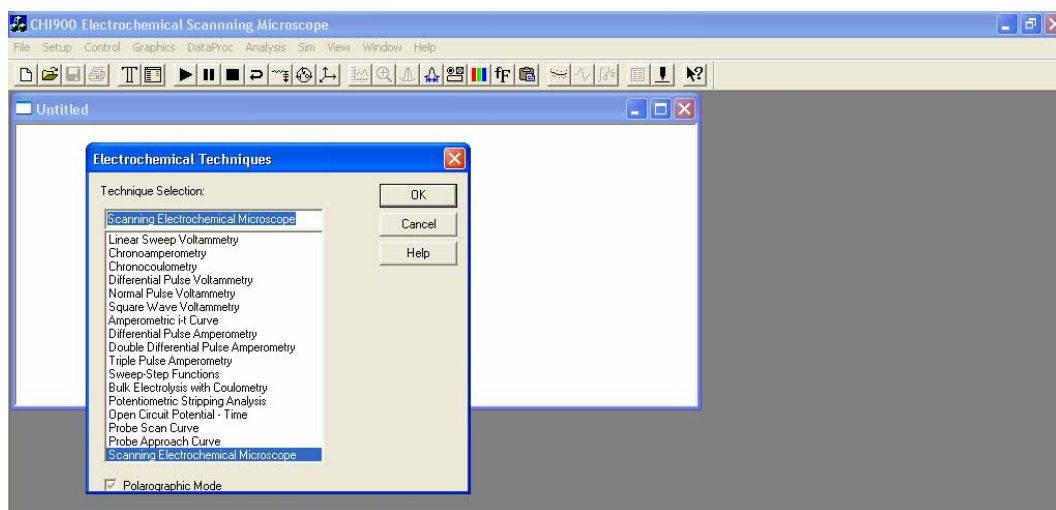 CHI900 Electrochemical Scannning Microscope
File Setup Control Graphics DataProc Analysis Sim View Window Help
Untitled
Electrochemical Techniques
Technique Selection:
OK
Scanning Electrochemical Microscope
Cancel
Linear Sweep Voltammetry
Help
Chronoamperometry
Chronocoulometry
Differential Pulse Voltammetry
Normal Pulse Voltammetry
Square Wave Voltammetry
Amperometric i-t Curve
Differential Pulse Amperometry
Double Differential Pulse Amperometry
Triple Pulse Amperometry
Sweep-Step Functions
Bulk Electrolysis with Coulometry
Potentiometric Stripping Analysis
Open Circuit Potential - Time
Probe Scan Curve
Probe Approach Curve
Scanning Electrochemical Microscope
Polarographic Mode